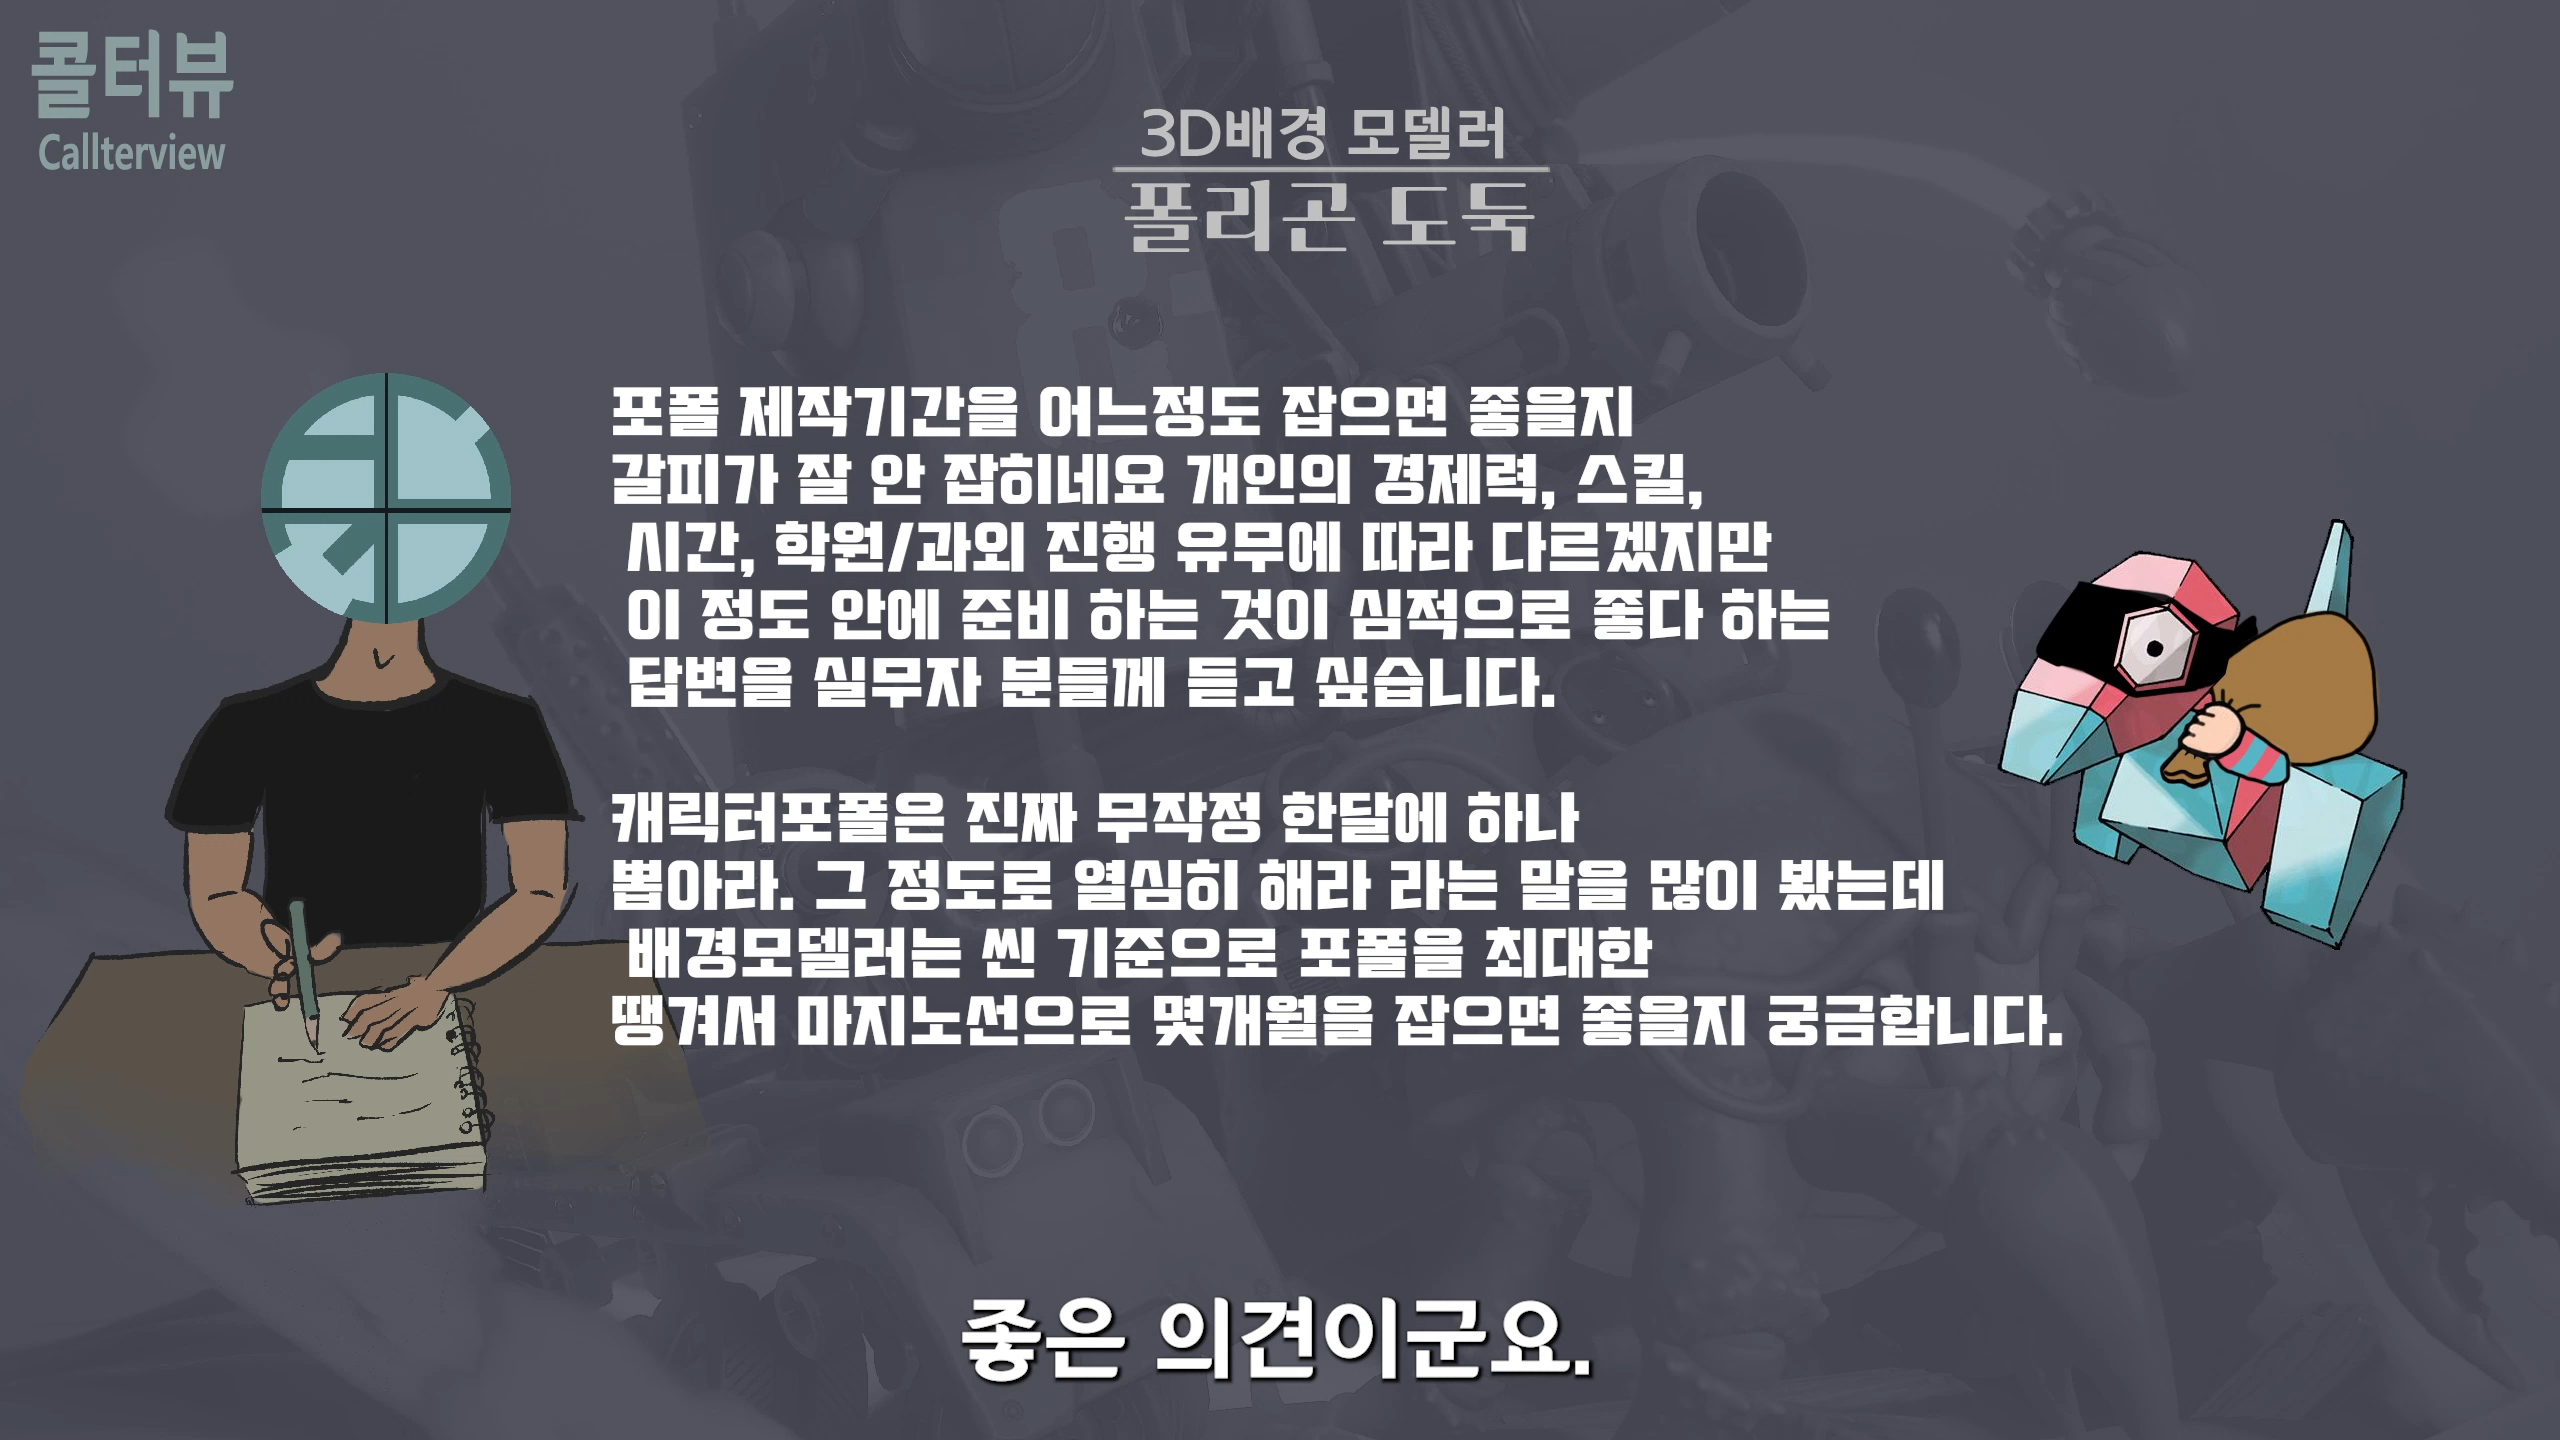 콜터뷰
Callterview
3D배경 모델러
폴리곤 도둑
포폴 제작기간을 어느정도 잡으면 좋을지
갈피가 잘 안 잡히네요 개인의 경제력, 스킬,
시간, 학원/과외 진행 유무에 따라 다르겠지만
이 정도 안에 준비 하는 것이 심적으로 좋다 하는
답변을 실무자 분들께 듣고 싶습니다.
캐릭터포폴은 진짜 무작정 한달에 하나
뽑아라. 그 정도로 열심히 해라 라는 말을 많이 봤는데
배경모델러는 씬 기준으로 포폴을 최대한
땡겨서 마지노선으로 몇개월을 잡으면 좋을지 궁금합니다.
좋은 의견이군요.